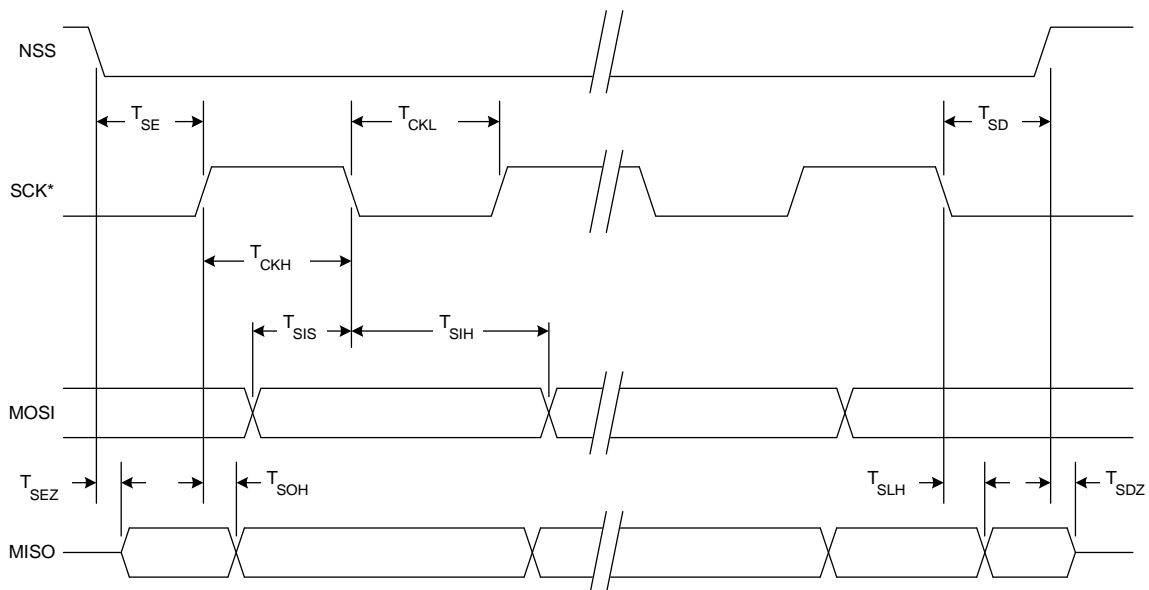 NSS
T_SE
T_CKL
T_SD
SCK*
T_CKH
T_SIS
T_SIH
MOSI
T_SEZ
T_SOH
T_SLH
T_SDZ
MISO